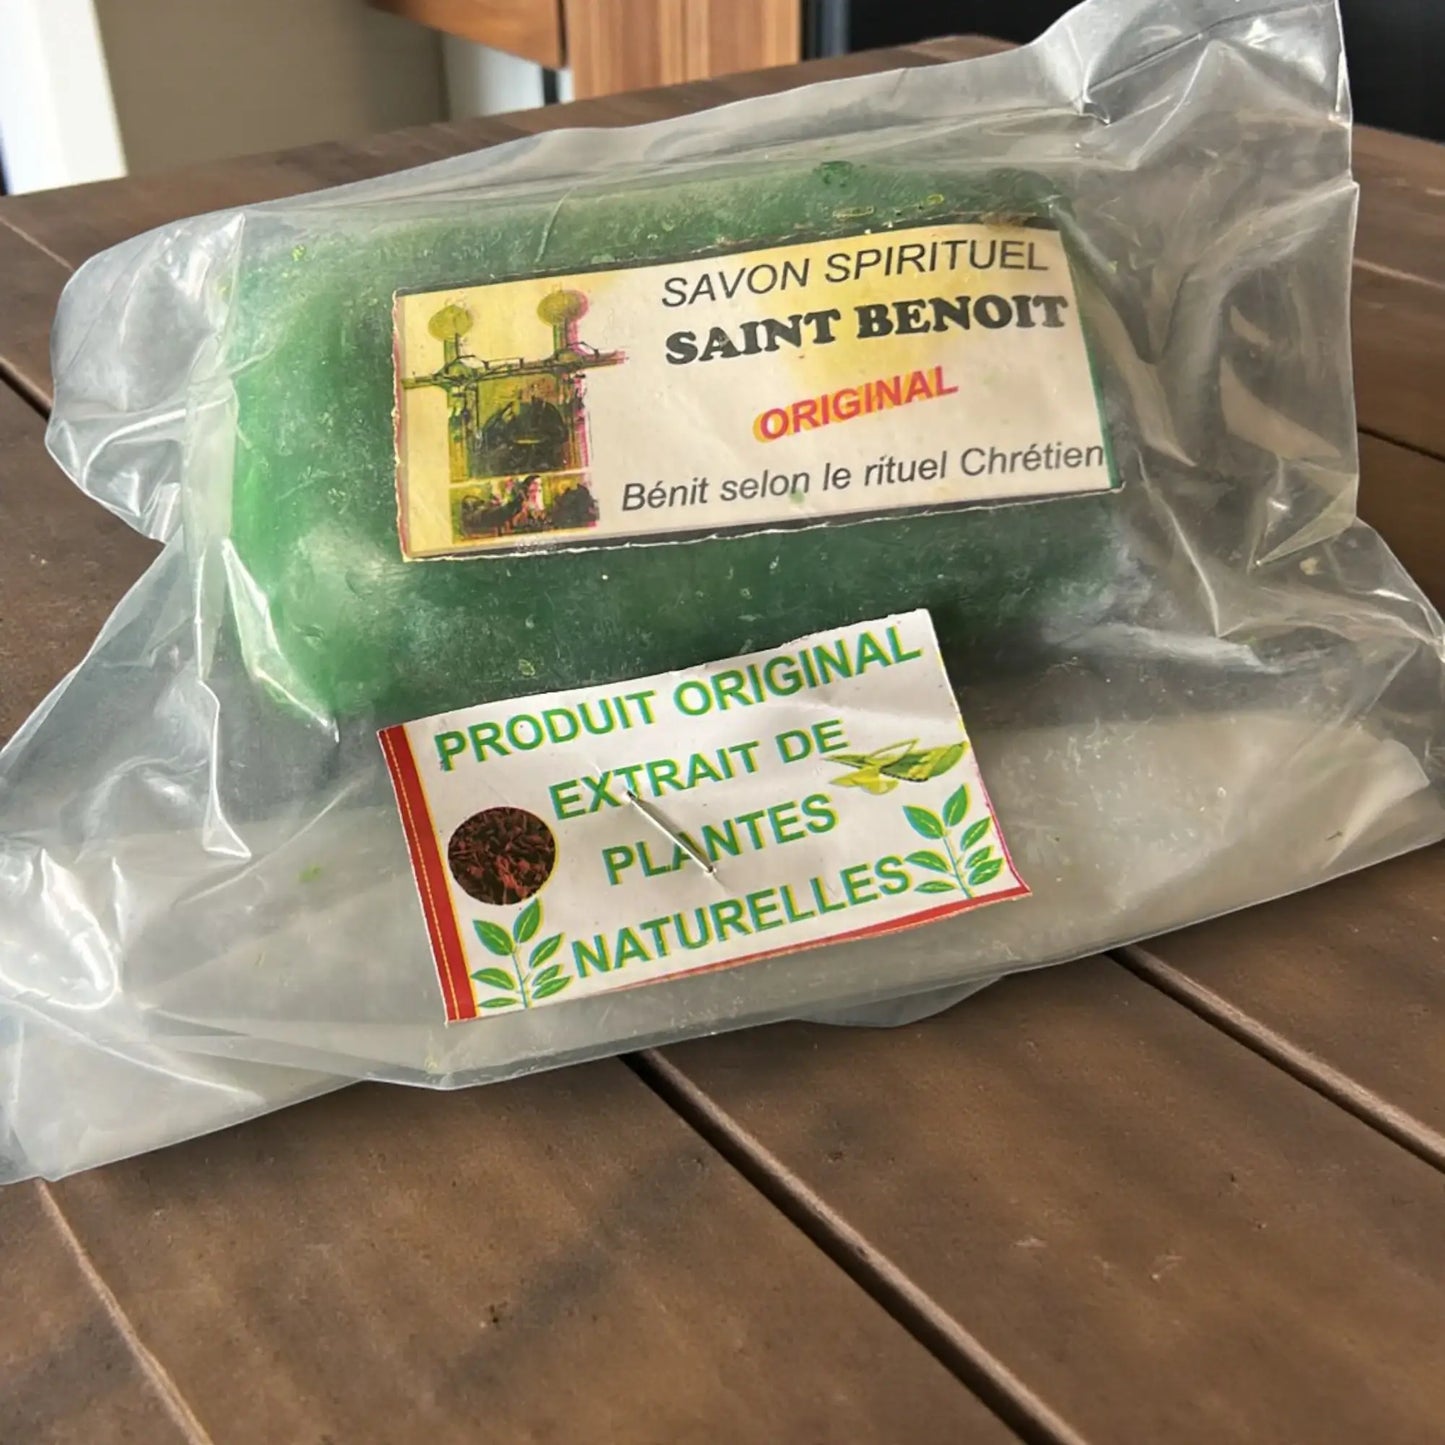 SAVON SPIRITUEL
SAINT BENOIT
ORIGINAL
Bénit selon le rituel Chrétien
PRODUIT ORIGINAL
EXTRAIT DE
PLANTES
NATURELLES